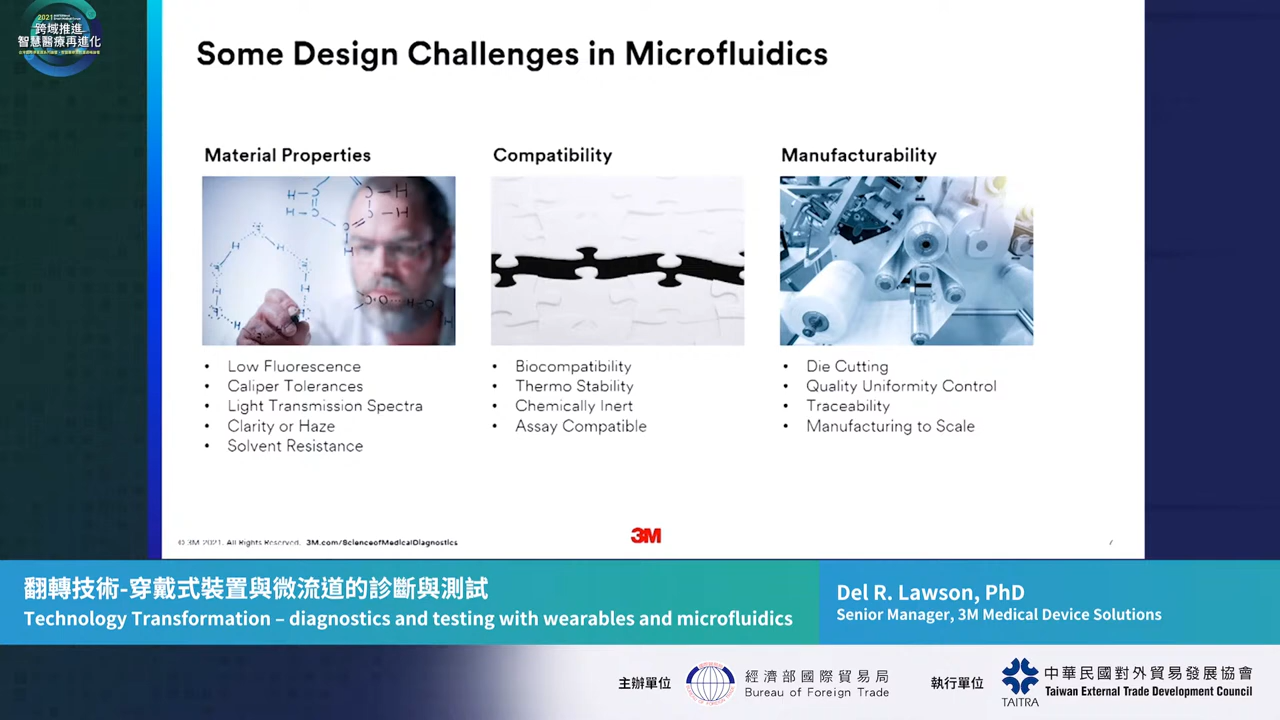 2021
跨域推進
智慧醫療再進化
Some Design Challenges in Microfluidics
Material Properties
• Low Fluorescence
• Caliper Tolerances
• Light Transmission Spectra
• Clarity or Haze
• Solvent Resistance
Compatibility
• Biocompatibility
• Thermo Stability
• Chemically Inert
• Assay Compatible
Manufacturability
• Die Cutting
• Quality Uniformity Control
• Traceability
• Manufacturing to Scale
© 3M 2021. All Rights Reserved. 3M.com/ScienceofMedicalDiagnostics
3M
7
翻轉技術-穿戴式裝置與微流道的診斷與測試
Technology Transformation – diagnostics and testing with wearables and microfluidics
Del R. Lawson, PhD
Senior Manager, 3M Medical Device Solutions
主辦單位
經濟部國際貿易局
Bureau of Foreign Trade
執行單位
TAITRA
中華民國對外貿易發展協會
Taiwan External Trade Development Council